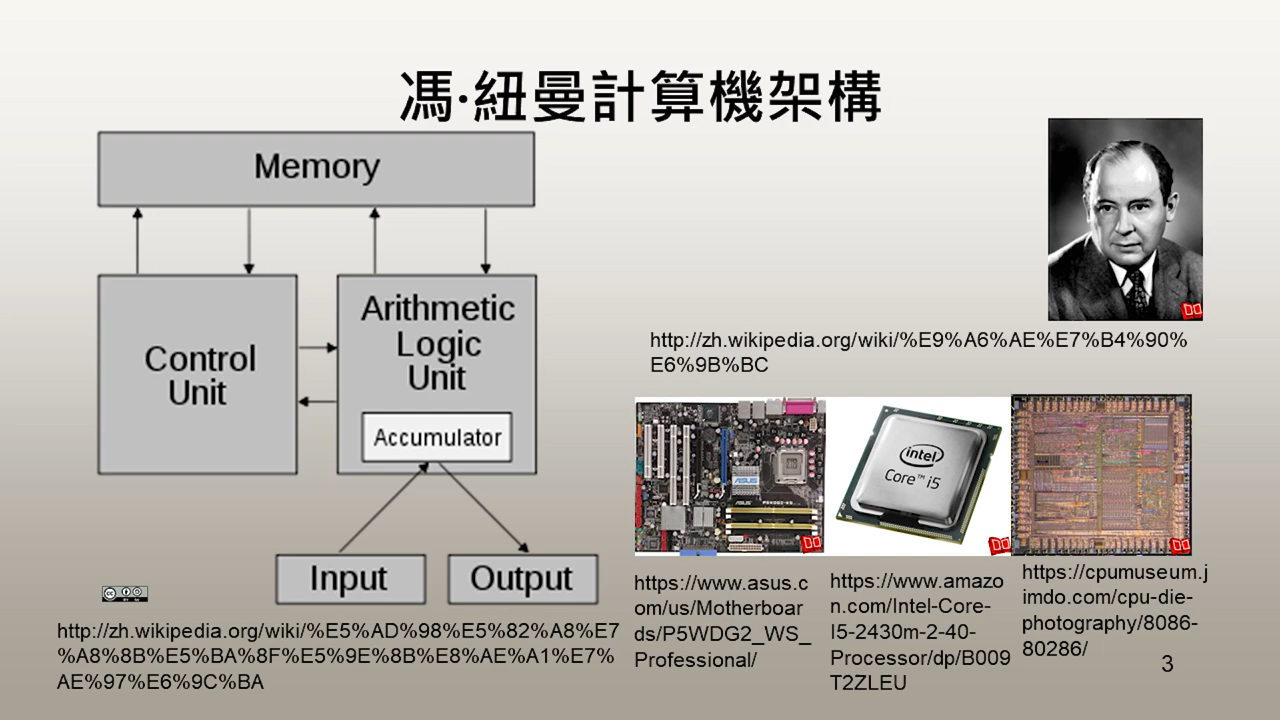 馮·紐曼計算機架構
Memory
Control
Unit
Arithmetic
Logic
Unit
Accumulator
Input
Output
http://zh.wikipedia.org/wiki/%E5%AD%98%E5%82%A8%E7
%A8%8B%E5%BA%8F%E5%9E%8B%E8%AE%A1%E7%
AE%97%E6%9C%BA
http://zh.wikipedia.org/wiki/%E9%A6%AE%E7%B4%90%
E6%9B%BC
intel
Core™ i5
https://www.asus.c
om/us/Motherboar
ds/P5WDG2_WS_
Professional/
https://www.amazo
n.com/Intel-Core-
I5-2430m-2-40-
Processor/dp/B009
T2ZLEU
https://cpumuseum.j
imdo.com/cpu-die-
photography/8086-
80286/
3